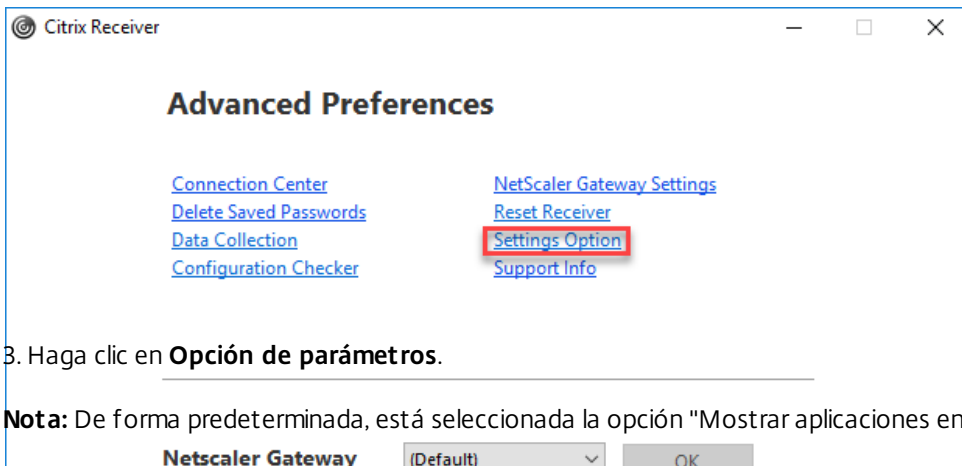 Citrix Receiver
Advanced Preferences
Connection Center NetScaler Gateway Settings
Delete Saved Passwords Reset Receiver
Data Collection Settings Option
Configuration Checker Support Info
3. Haga clic en Opción de parámetros.
Nota: De forma predeterminada, está seleccionada la opción "Mostrar aplicaciones en
Netscaler Gateway (Default) OK